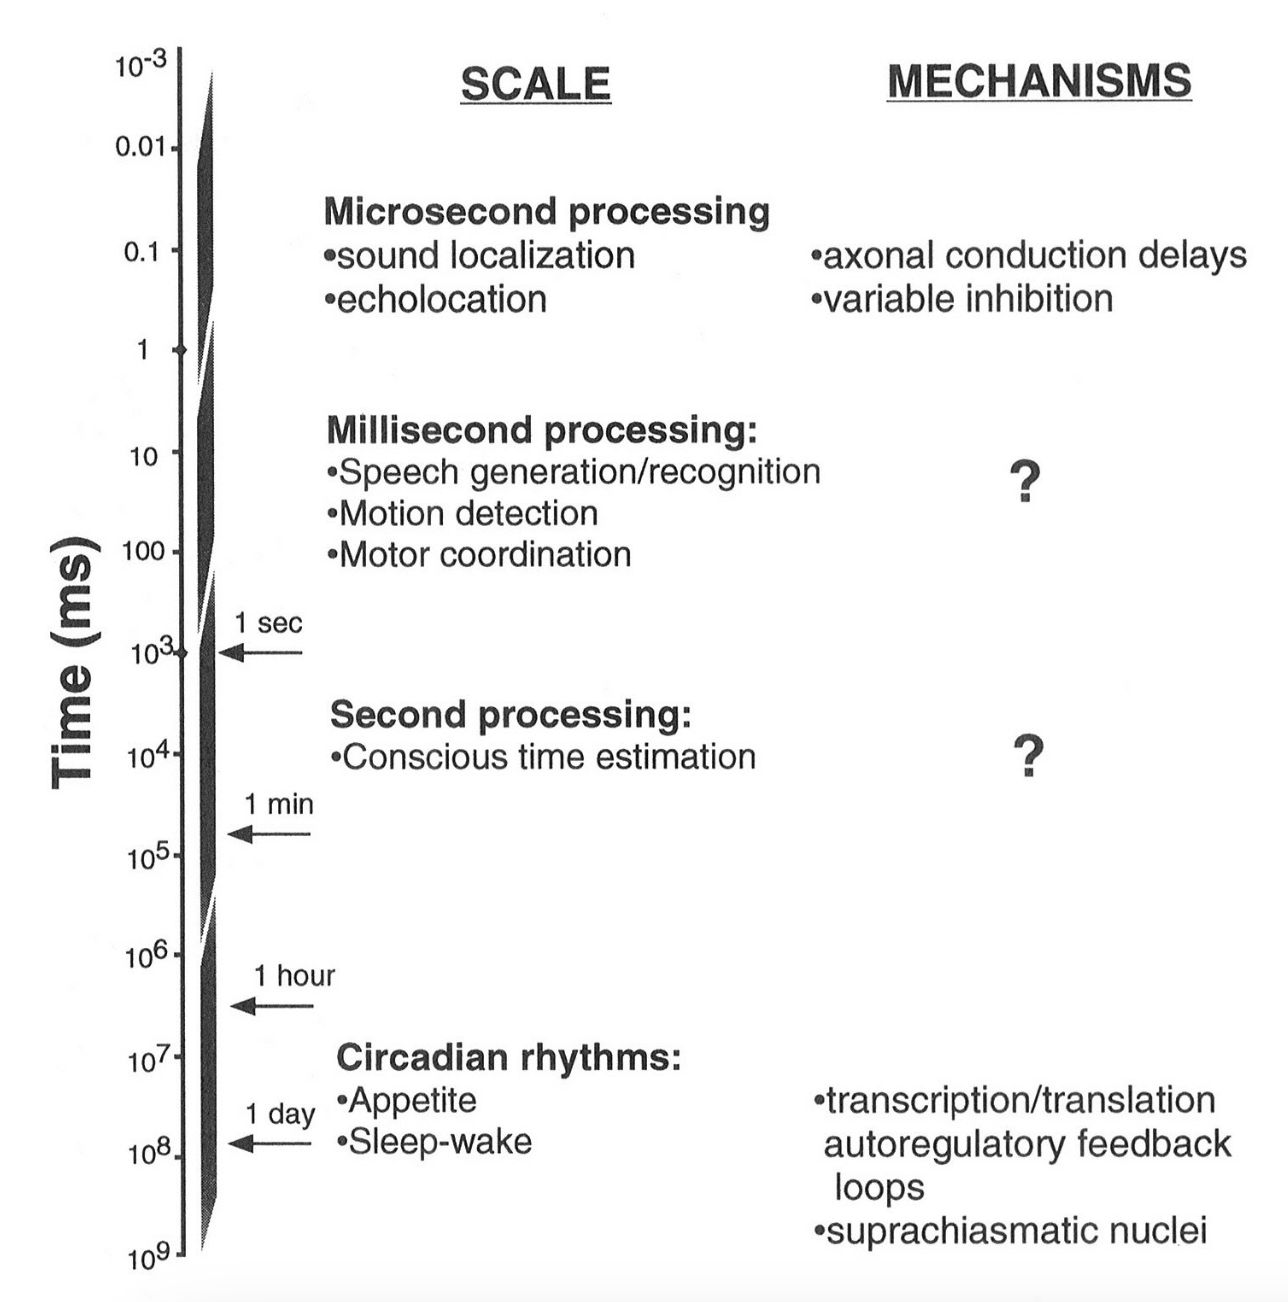 10-3
SCALE
MECHANISMS
0.01
Microsecond processing
0.1
•sound localization
•axonal conduction delays
•echolocation
•variable inhibition
1
Millisecond processing:
10
•Speech generation/recognition
?
•Motion detection
100
•Motor coordination
Time (ms)
1 sec
103
Second processing:
104
•Conscious time estimation
?
1 min
105
106
1 hour
107
Circadian rhythms:
•Appetite
•transcription/translation
1 day
•Sleep-wake
autoregulatory feedback
108
loops
•suprachiasmatic nuclei
109